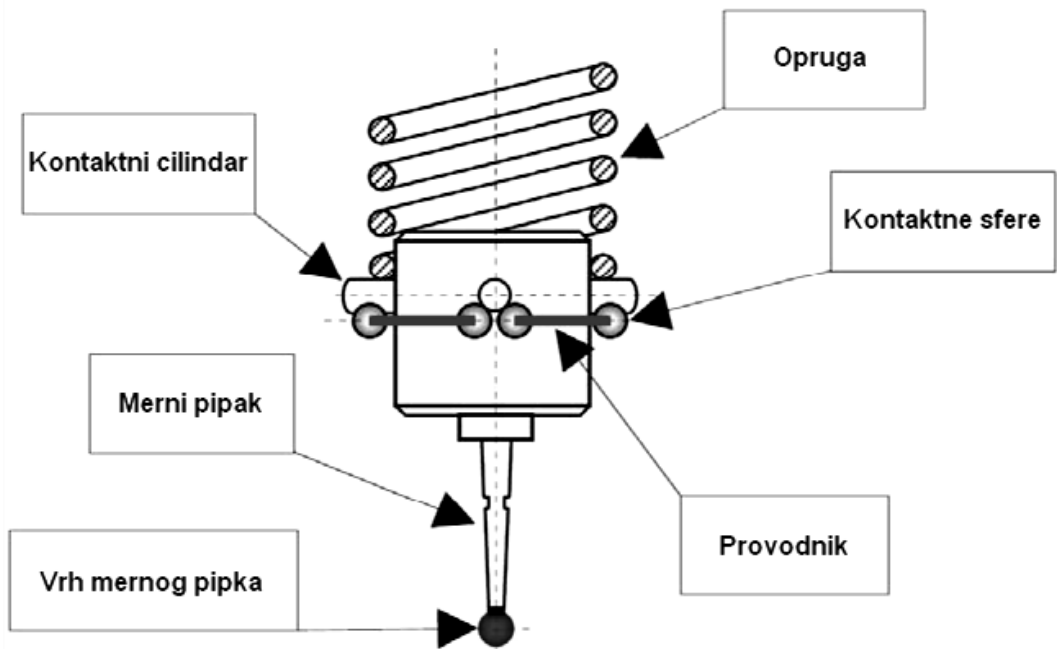 Opruga
Kontaktni cilindar
Kontaktne sfere
Merni pipak
Provodnik
Vrh mernog pipka